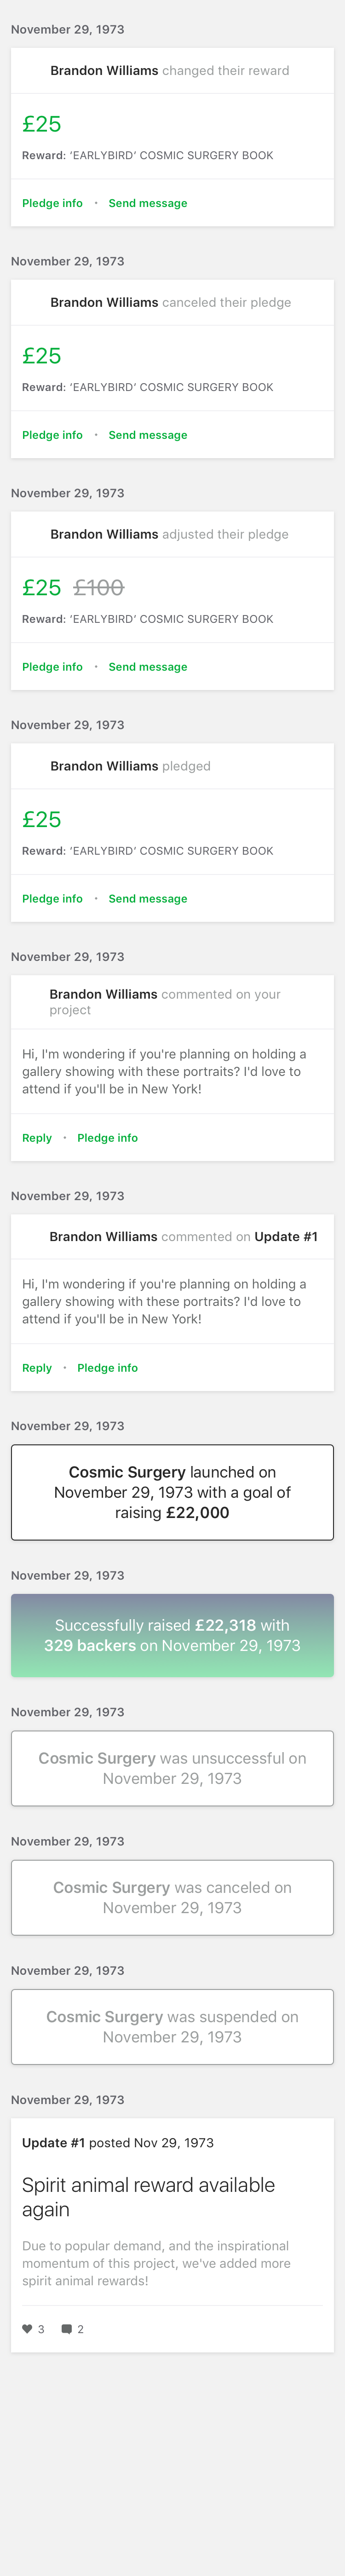 November 29, 1973
Brandon Williams changed their reward
£25
Reward: ‘EARLYBIRD’ COSMIC SURGERY BOOK
Pledge info • Send message
November 29, 1973
Brandon Williams canceled their pledge
£25
Reward: ‘EARLYBIRD’ COSMIC SURGERY BOOK
Pledge info • Send message
November 29, 1973
Brandon Williams adjusted their pledge
£25 £100
Reward: ‘EARLYBIRD’ COSMIC SURGERY BOOK
Pledge info • Send message
November 29, 1973
Brandon Williams pledged
£25
Reward: ‘EARLYBIRD’ COSMIC SURGERY BOOK
Pledge info • Send message
November 29, 1973
Brandon Williams commented on your
project
Hi, I'm wondering if you're planning on holding a
gallery showing with these portraits? I'd love to
attend if you'll be in New York!
Reply • Pledge info
November 29, 1973
Brandon Williams commented on Update #1
Hi, I'm wondering if you're planning on holding a
gallery showing with these portraits? I'd love to
attend if you'll be in New York!
Reply • Pledge info
November 29, 1973
Cosmic Surgery launched on
November 29, 1973 with a goal of
raising £22,000
November 29, 1973
Successfully raised £22,318 with
329 backers on November 29, 1973
November 29, 1973
Cosmic Surgery was unsuccessful on
November 29, 1973
November 29, 1973
Cosmic Surgery was canceled on
November 29, 1973
November 29, 1973
Cosmic Surgery was suspended on
November 29, 1973
November 29, 1973
Update #1 posted Nov 29, 1973
Spirit animal reward available
again
Due to popular demand, and the inspirational
momentum of this project, we've added more
spirit animal rewards!
3 2